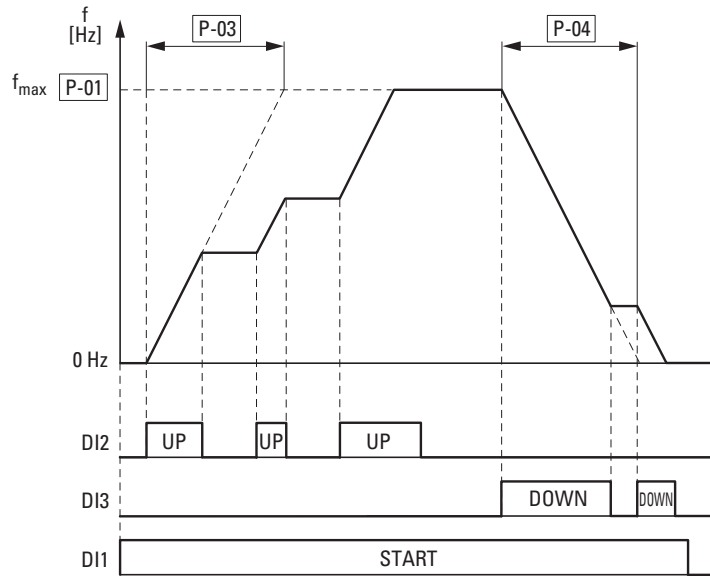 f
[Hz]
P-03
P-04
fmax P-01
0 Hz
DI2 UP UP UP
DI3 DOWN DOWN
DI1 START